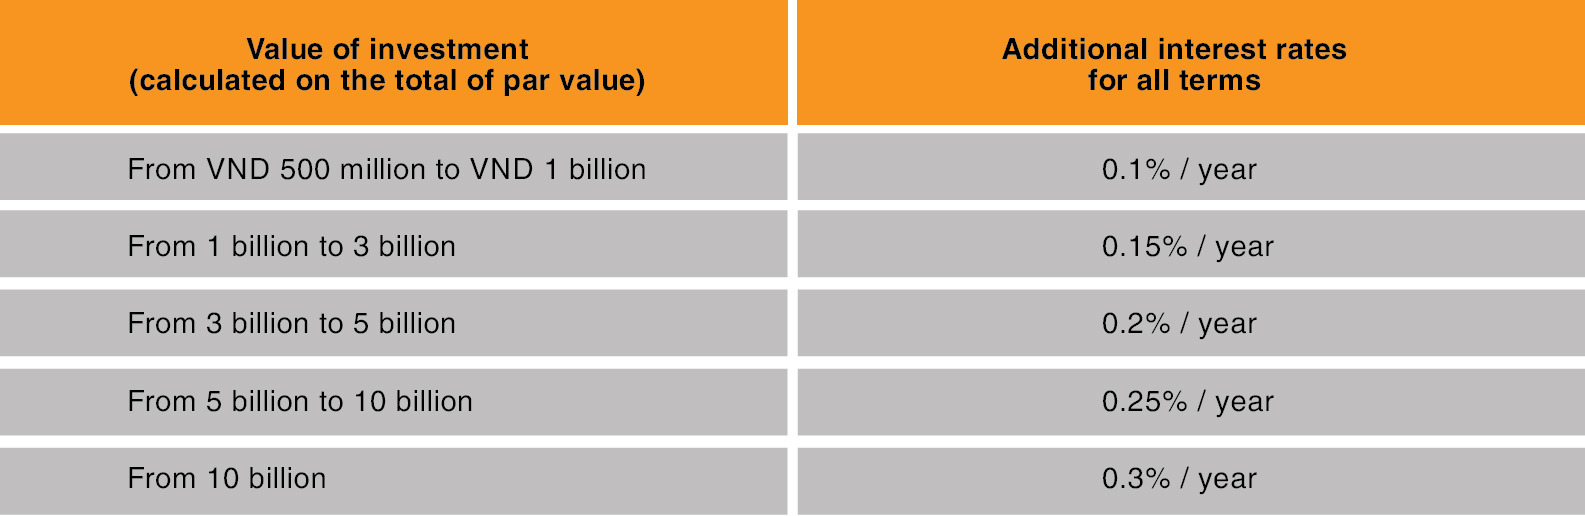 Value of investment
(calculated on the total of par value)
Additional interest rates
for all terms
From VND 500 million to VND 1 billion
0.1% / year
From 1 billion to 3 billion
0.15% / year
From 3 billion to 5 billion
0.2% / year
From 5 billion to 10 billion
0.25% / year
From 10 billion
0.3% / year